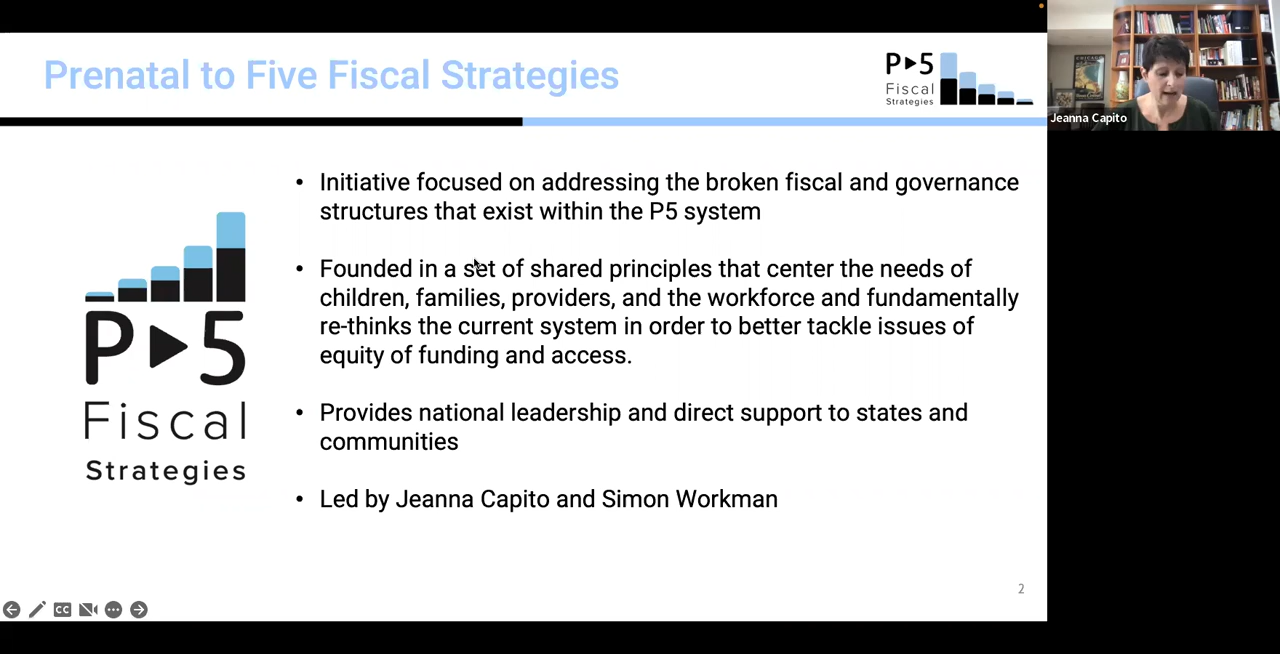 Prenatal to Five Fiscal Strategies
P▸5
Fiscal
Strategies
Jeanna Capito
• Initiative focused on addressing the broken fiscal and governance
structures that exist within the P5 system
• Founded in a set of shared principles that center the needs of
children, families, providers, and the workforce and fundamentally
re-thinks the current system in order to better tackle issues of
equity of funding and access.
• Provides national leadership and direct support to states and
communities
• Led by Jeanna Capito and Simon Workman
P▸5
Fiscal
Strategies
2
CC